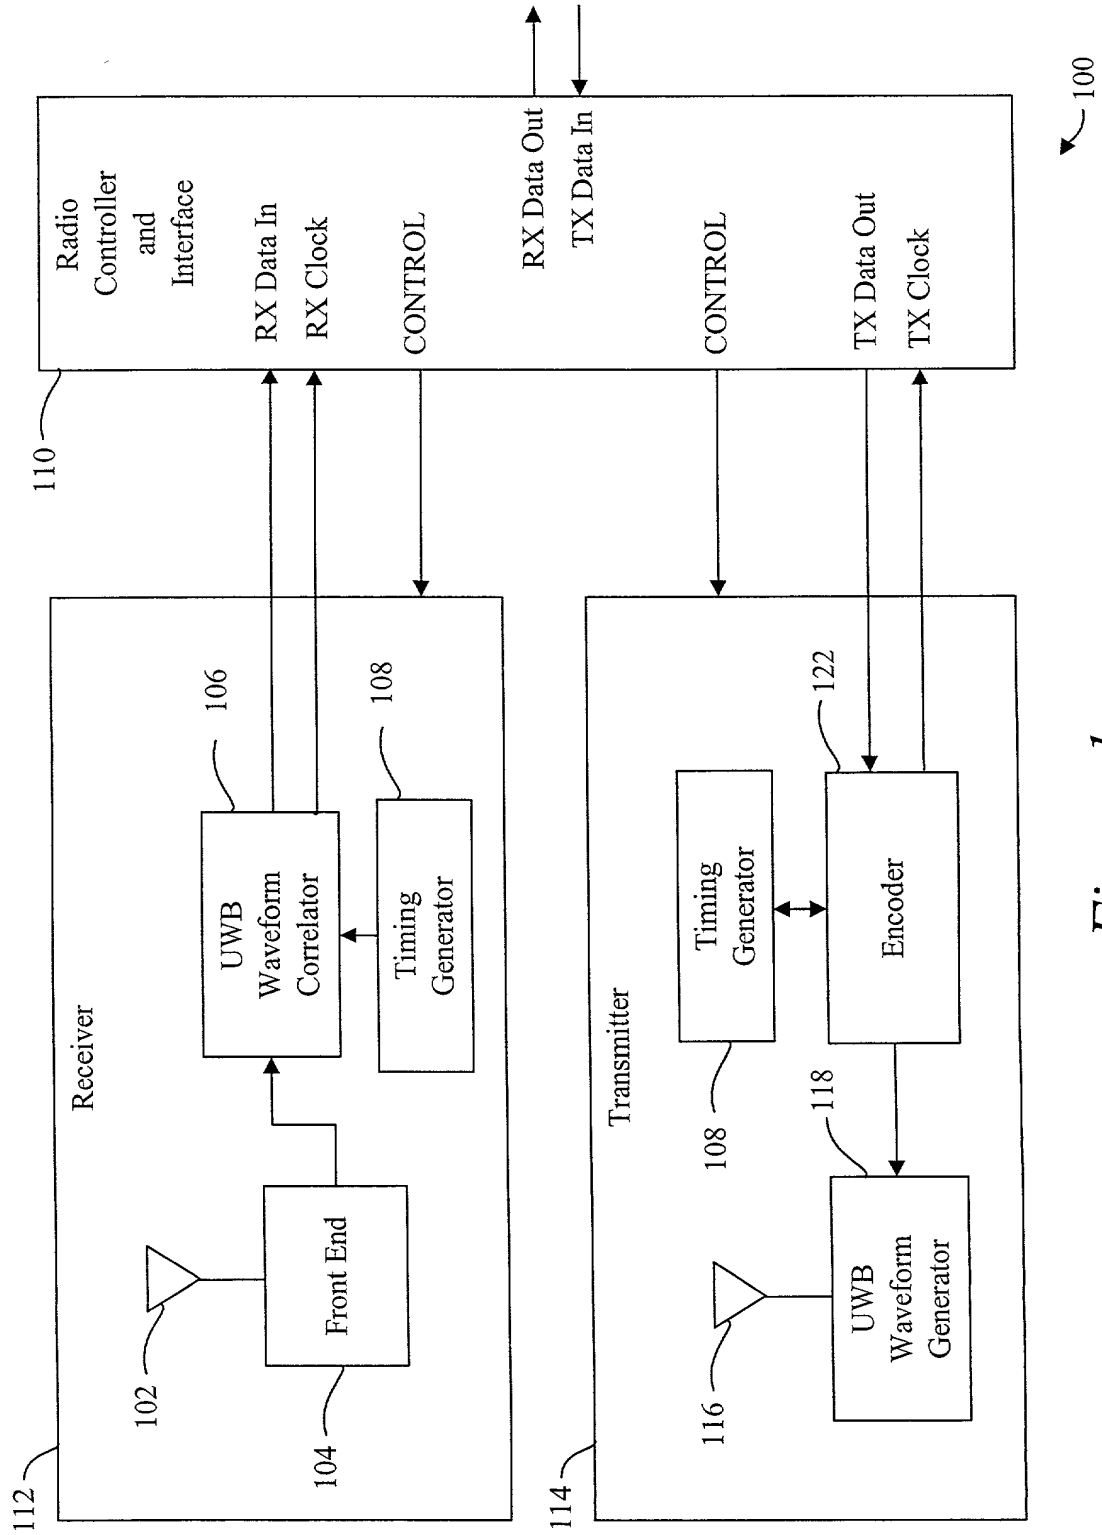 Receiver
112
102
104
Front End
106
UWB
Waveform
Correlator
108
Timing
Generator
110
Radio
Controller
and
Interface
RX Data In
RX Clock
CONTROL
RX Data Out
TX Data In
CONTROL
TX Data Out
TX Clock
Transmitter
114
116
118
UWB
Waveform
Generator
108
Timing
Generator
122
Encoder
100